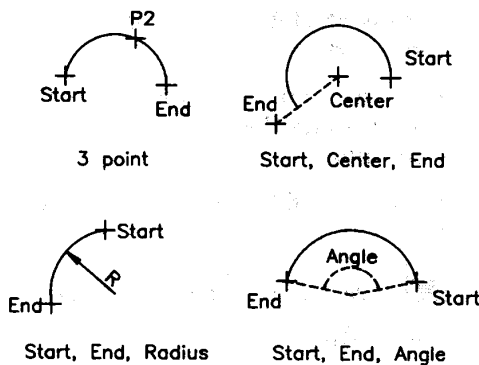 P2
Start
End
3 point
Start
End
Center
Start, Center, End
Start
R
End
Start, End, Radius
Angle
End
Start
Start, End, Angle